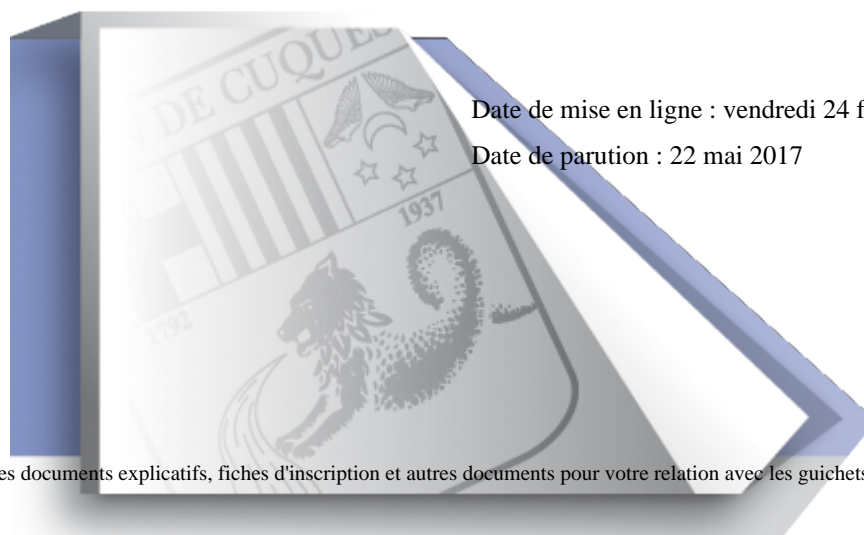 N DE CUQUES
Date de mise en ligne : vendredi 24 f
Date de parution : 22 mai 2017
1937
1792
es documents explicatifs, fiches d'inscription et autres documents pour votre relation avec les guichets